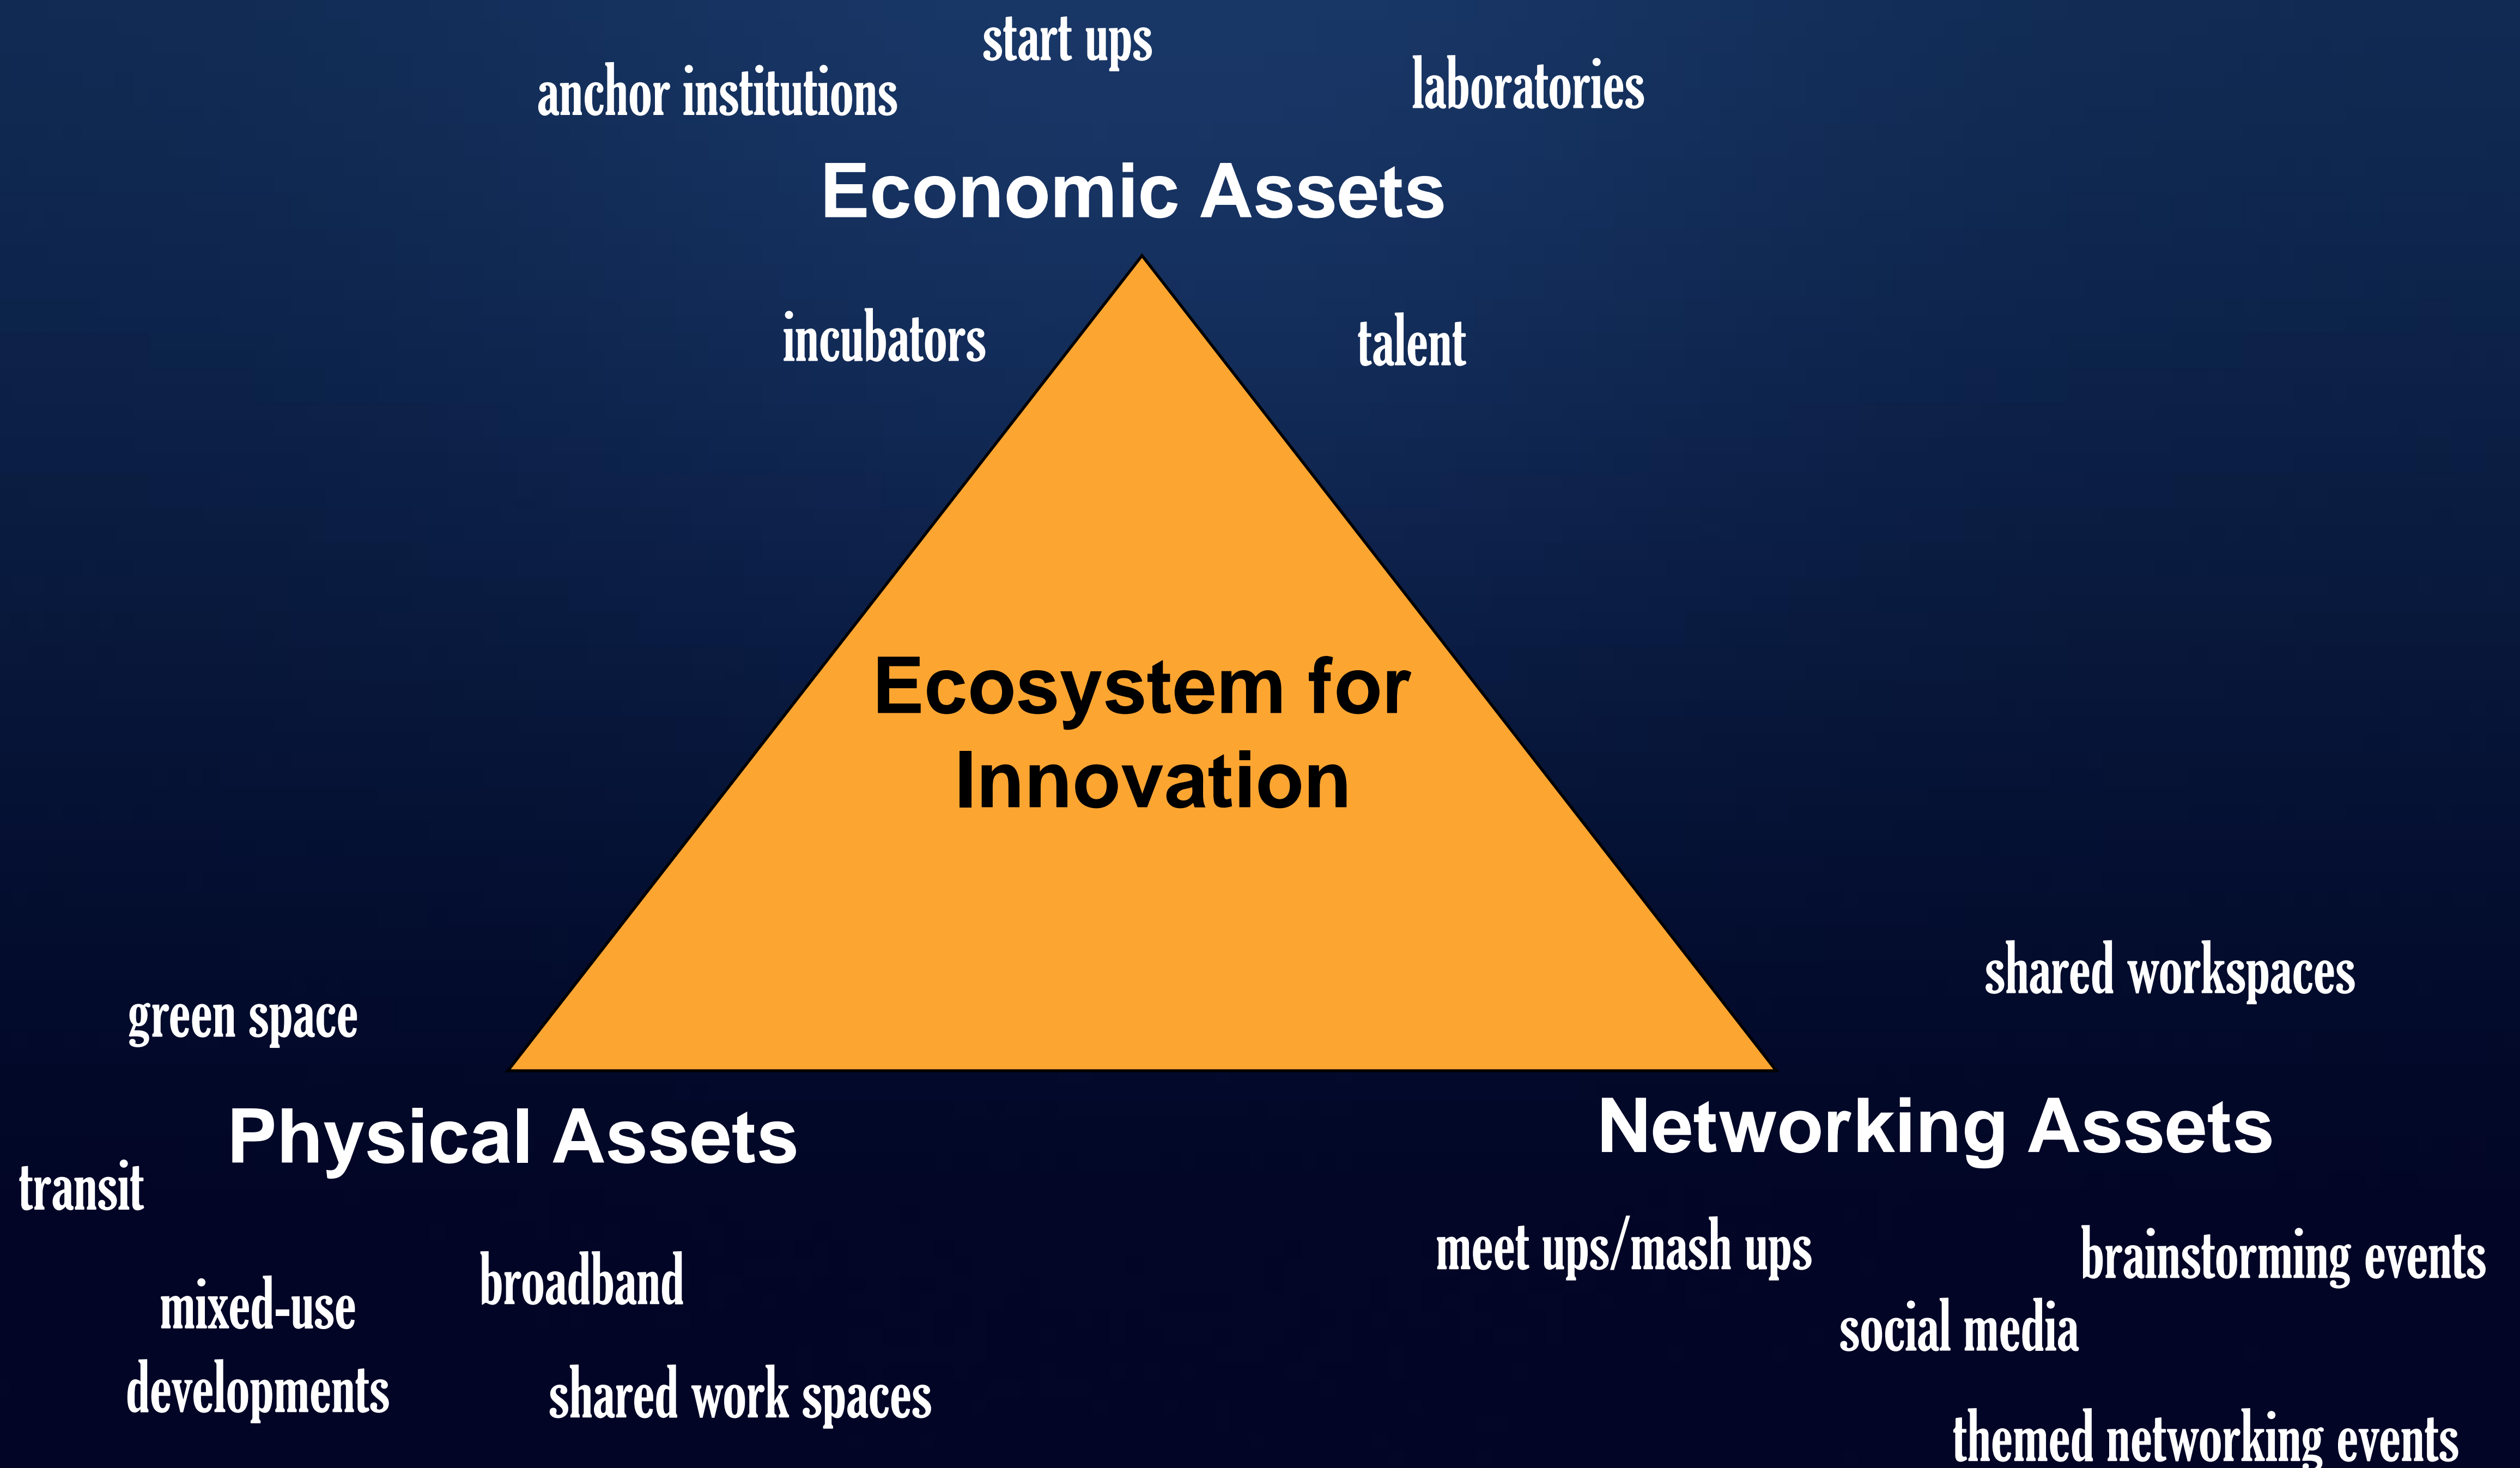 start ups
anchor institutions
laboratories
Economic Assets
incubators
talent
Ecosystem for
Innovation
green space
Physical Assets
transit
mixed-use
developments
broadband
shared work spaces
shared workspaces
Networking Assets
meet ups/mash ups
brainstorming events
social media
themed networking events